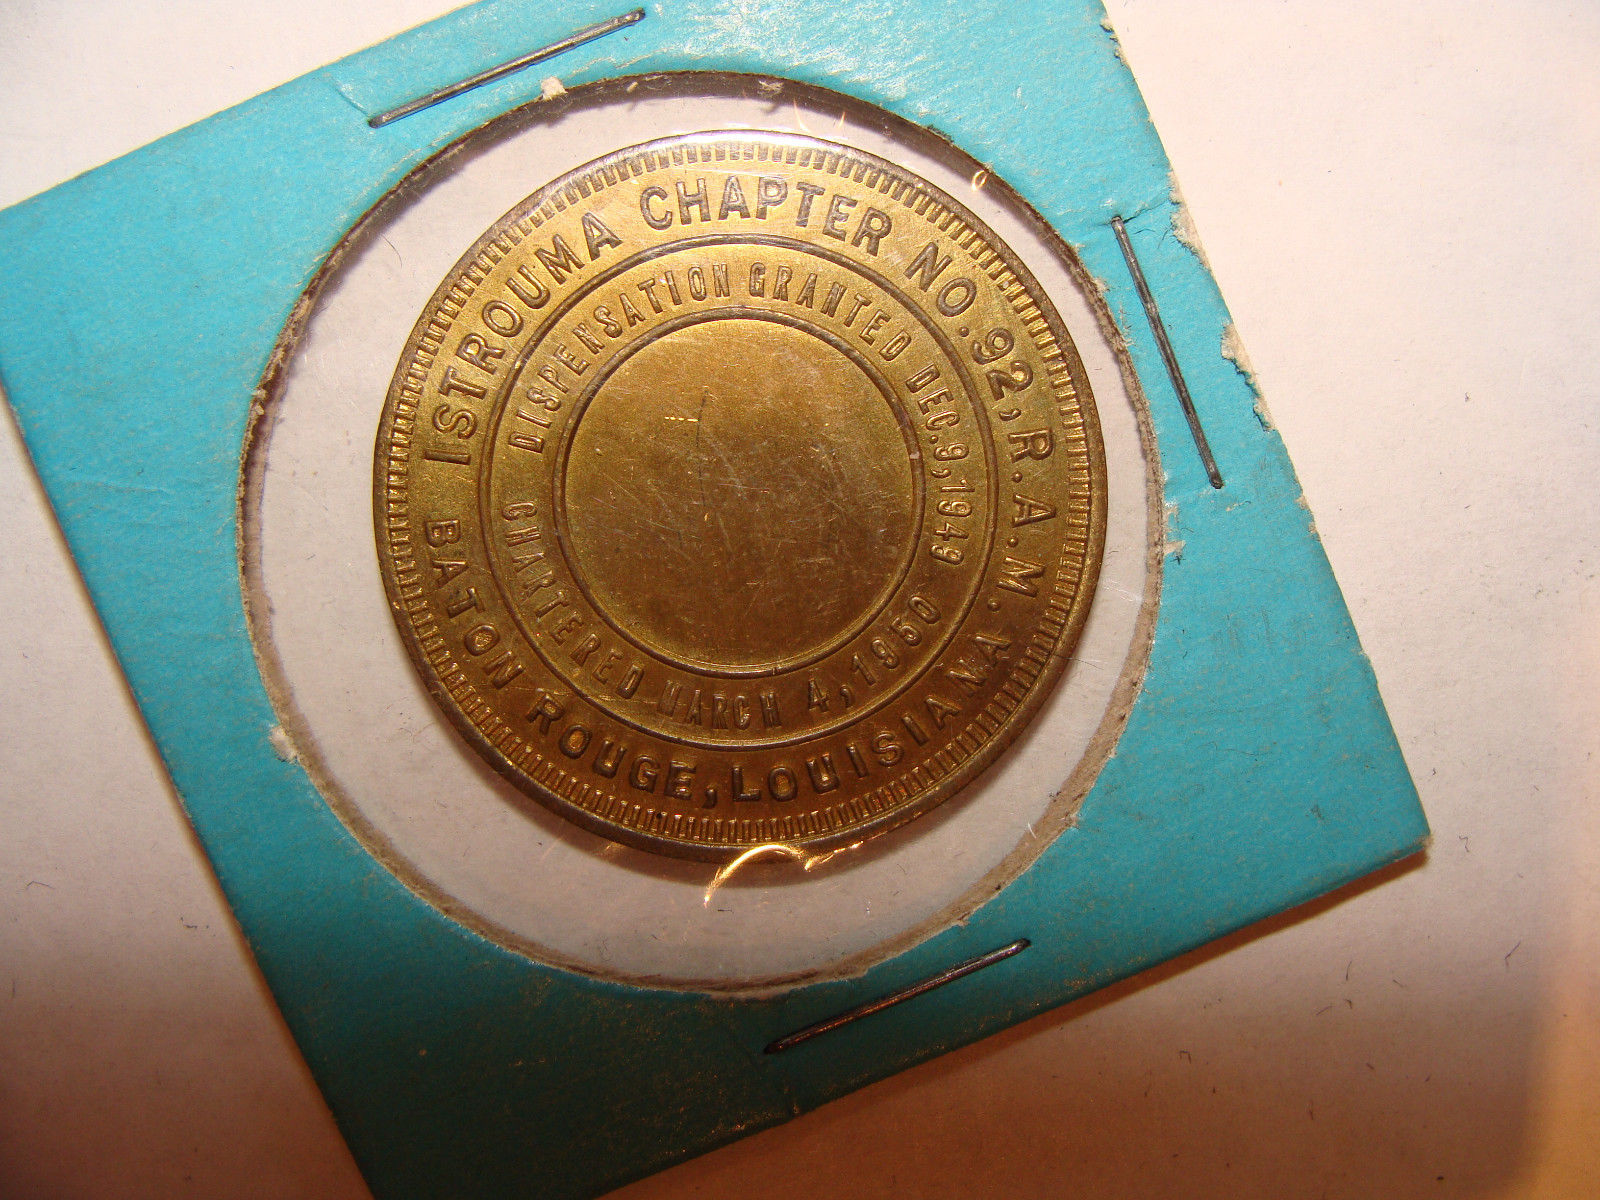 ISTROUMA CHAPTER NO. 92, R.A.M.
BATON ROUGE, LOUISIANA
DISPENSATION GRANTED DEC. 9, 1949
CHARTERED MARCH 4, 1950